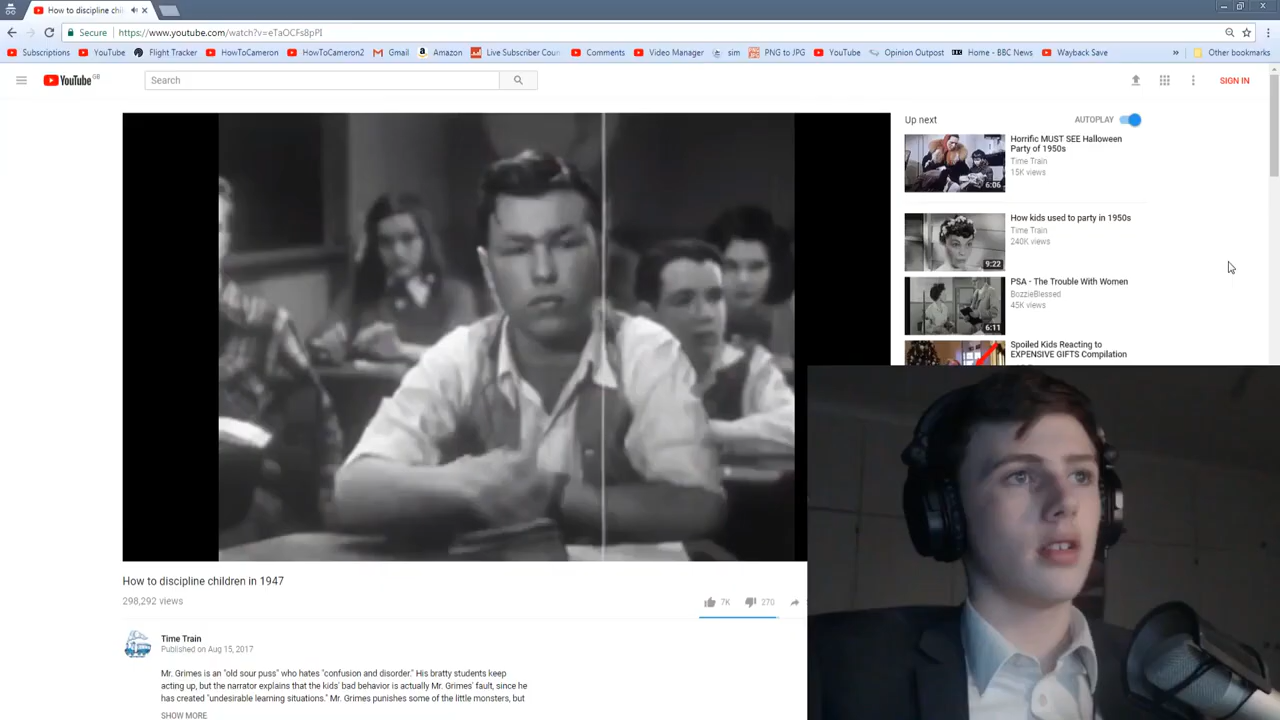 How to discipline chil
Secure
https://www.youtube.com/watch?v=eTaOCFs8pPI
Subscriptions
YouTube
Flight Tracker
HowToCameron
HowToCameron2
Gmail
Amazon
Live Subscriber Coun
Comments
Video Manager
sim
PNG to JPG
YouTube
Opinion Outpost
Home - BBC News
Wayback Save
Other bookmarks
YouTube GB
Search
SIGN IN
Up next
AUTOPLAY
Horrific MUST SEE Halloween
Party of 1950s
Time Train
15K views
6:06
How kids used to party in 1950s
Time Train
240K views
9:22
PSA - The Trouble With Women
BozzieBlessed
45K views
6:11
Spoiled Kids Reacting to
EXPENSIVE GIFTS Compilation
How to discipline children in 1947
298,292 views
7K
270
Time Train
Published on Aug 15, 2017
Mr. Grimes is an "old sour puss" who hates "confusion and disorder." His bratty students keep
acting up, but the narrator explains that the kids' bad behavior is actually Mr. Grimes' fault, since he
has created "undesirable learning situations." Mr. Grimes punishes some of the little monsters, but
SHOW MORE